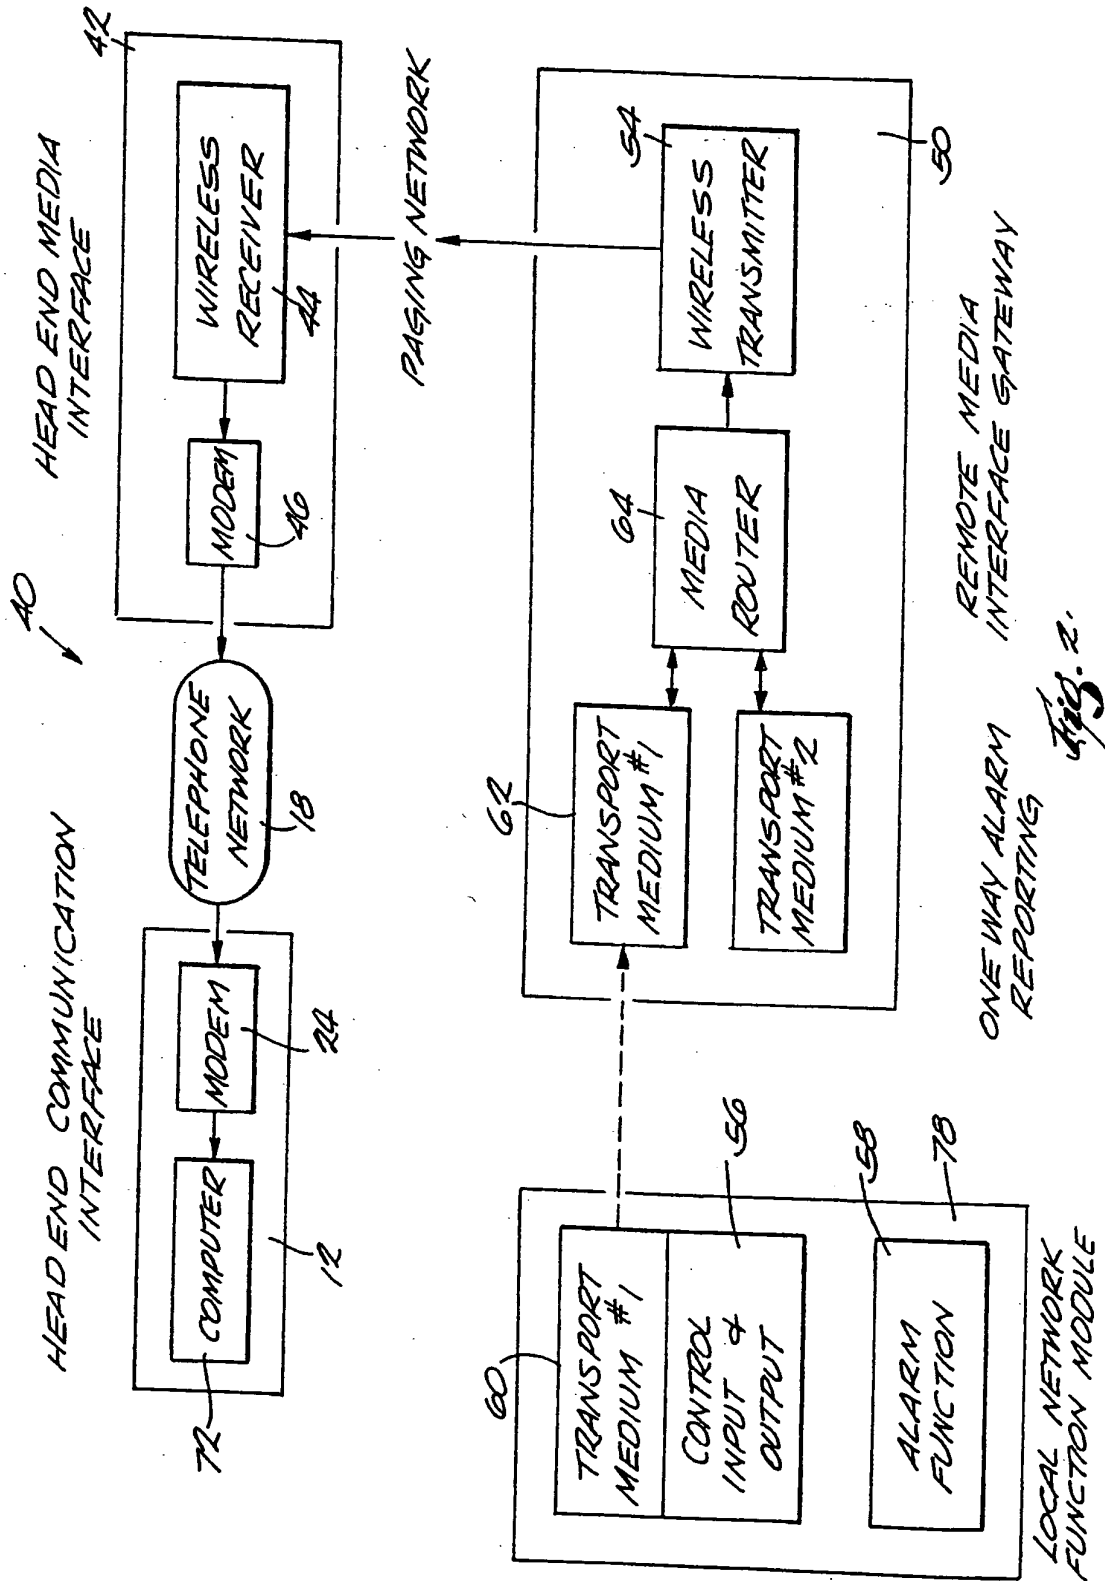 HEAD END COMMUNICATION
INTERFACE
40
HEAD END MEDIA
INTERFACE
42
72
COMPUTER
12
MODEM
24
TELEPHONE
NETWORK
18
MODEM
46
WIRELESS
RECEIVER
44
PAGING NETWORK
60
TRANSPORT
MEDIUM #1
CONTROL
INPUT &
OUTPUT
56
ALARM
FUNCTION
58
78
LOCAL NETWORK
FUNCTION MODULE
62
TRANSPORT
MEDIUM #1
TRANSPORT
MEDIUM #2
64
MEDIA
ROUTER
54
WIRELESS
TRANSMITTER
50
REMOTE MEDIA
INTERFACE GATEWAY
ONE WAY ALARM
REPORTING
Fig. 2.